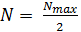 N = N_max/2